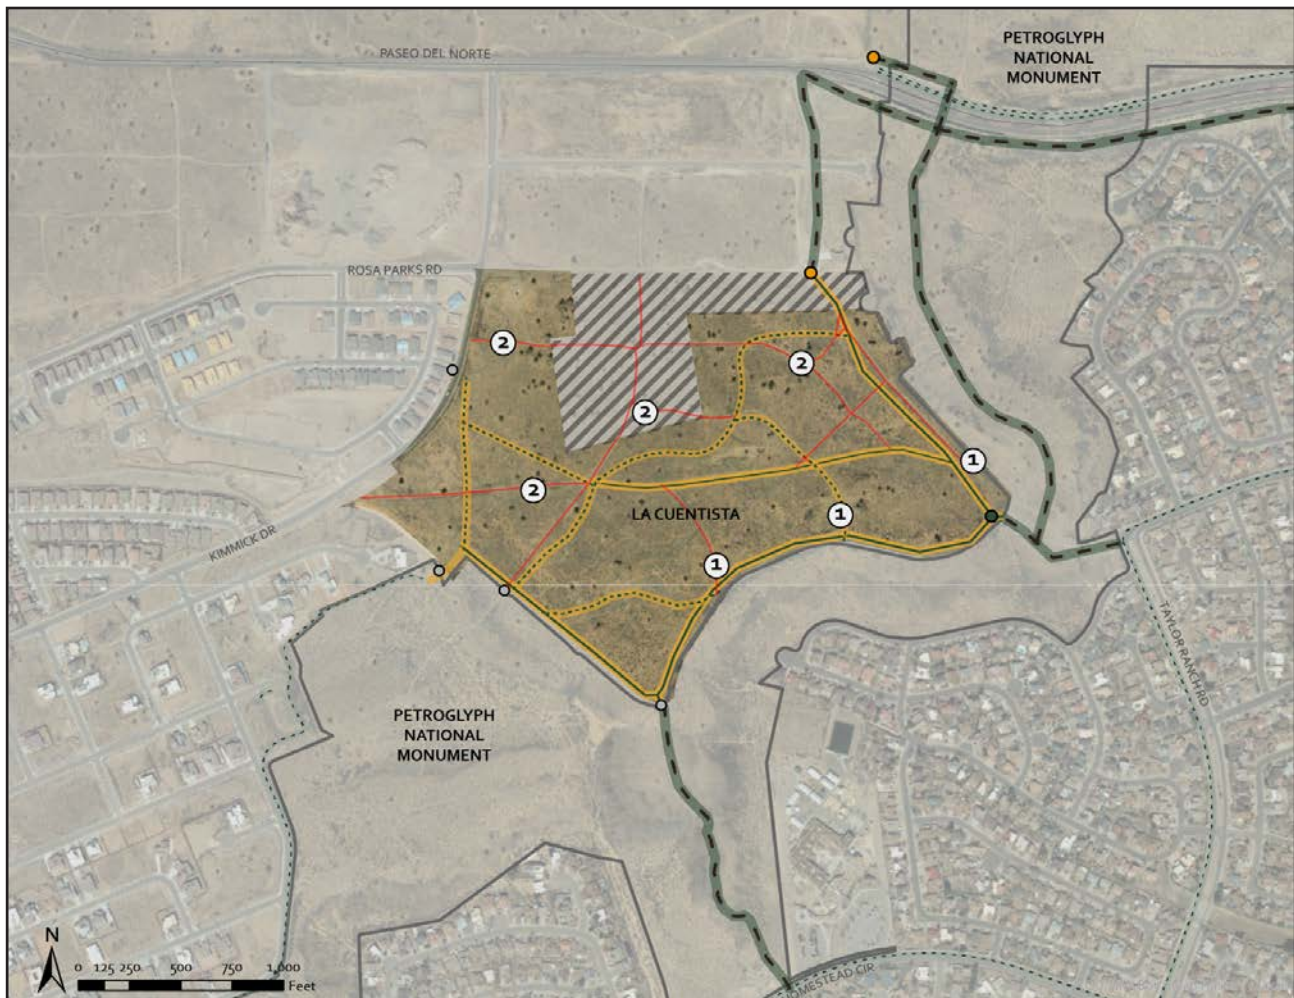 PETROGLYPH
NATIONAL
MONUMENT
PASEO DEL NORTE
ROSA PARKS RD
2
2
2
1
2
LA CUENTISTA
1
KIMMICK DR
1
TAYLOR RANCH RD
PETROGLYPH
NATIONAL
MONUMENT
N
0 125 250 500 750 1,000
Feet
HOMESTEAD CIR